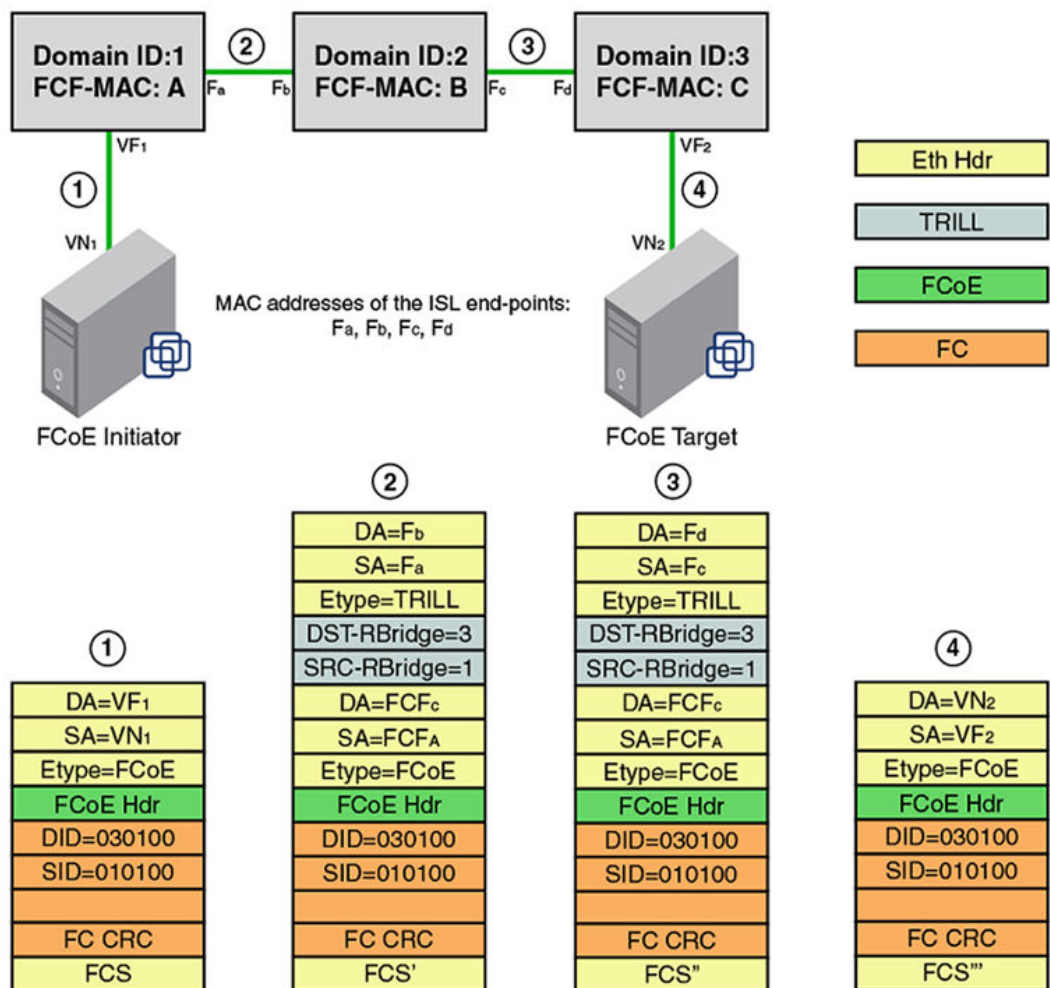 ② ③
Domain ID:1 Domain ID:2 Domain ID:3
FCF-MAC: A FCF-MAC: B FCF-MAC: C
Fa Fb Fc Fd
VF1 VF2
① ④
VN1 VN2
MAC addresses of the ISL end-points:
Fa, Fb, Fc, Fd
FCoE Initiator FCoE Target
Eth Hdr
TRILL
FCoE
FC
①
DA=VF1
SA=VN1
Etype=FCoE
FCoE Hdr
DID=030100
SID=010100
FC CRC
FCS
②
DA=Fb
SA=Fa
Etype=TRILL
DST-RBridge=3
SRC-RBridge=1
DA=FCFc
SA=FCFA
Etype=FCoE
FCoE Hdr
DID=030100
SID=010100
FC CRC
FCS'
③
DA=Fd
SA=Fc
Etype=TRILL
DST-RBridge=3
SRC-RBridge=1
DA=FCFc
SA=FCFA
Etype=FCoE
FCoE Hdr
DID=030100
SID=010100
FC CRC
FCS"
④
DA=VN2
SA=VF2
Etype=FCoE
FCoE Hdr
DID=030100
SID=010100
FC CRC
FCS"'